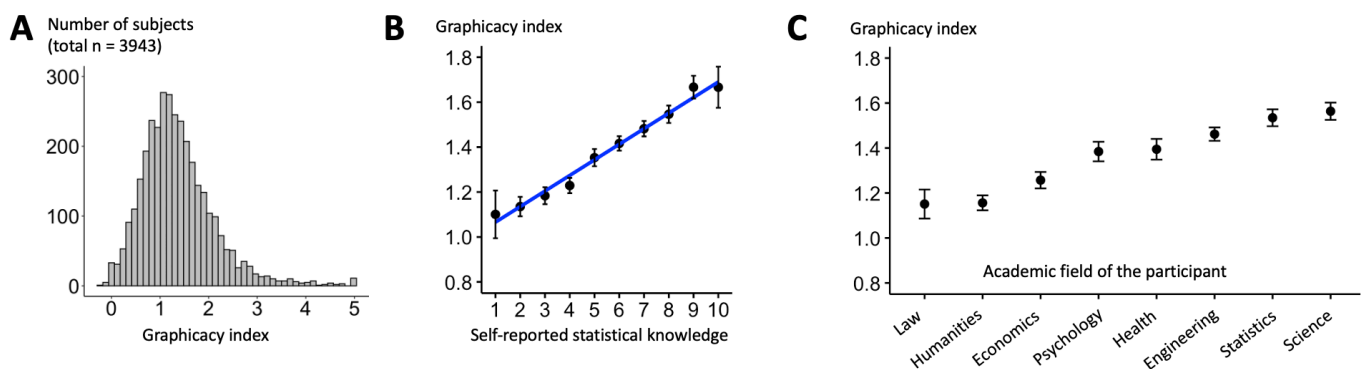 A
Number of subjects
(total n = 3943)
300
200
100
0
0 1 2 3 4 5
Graphicacy index
B
Graphicacy index
1.8
1.6
1.4
1.2
1.0
0.8
1 2 3 4 5 6 7 8 9 10
Self-reported statistical knowledge
C
Graphicacy index
1.8
1.6
1.4
1.2
1.0
0.8
Academic field of the participant
Law
Humanities
Economics
Psychology
Health
Engineering
Statistics
Science